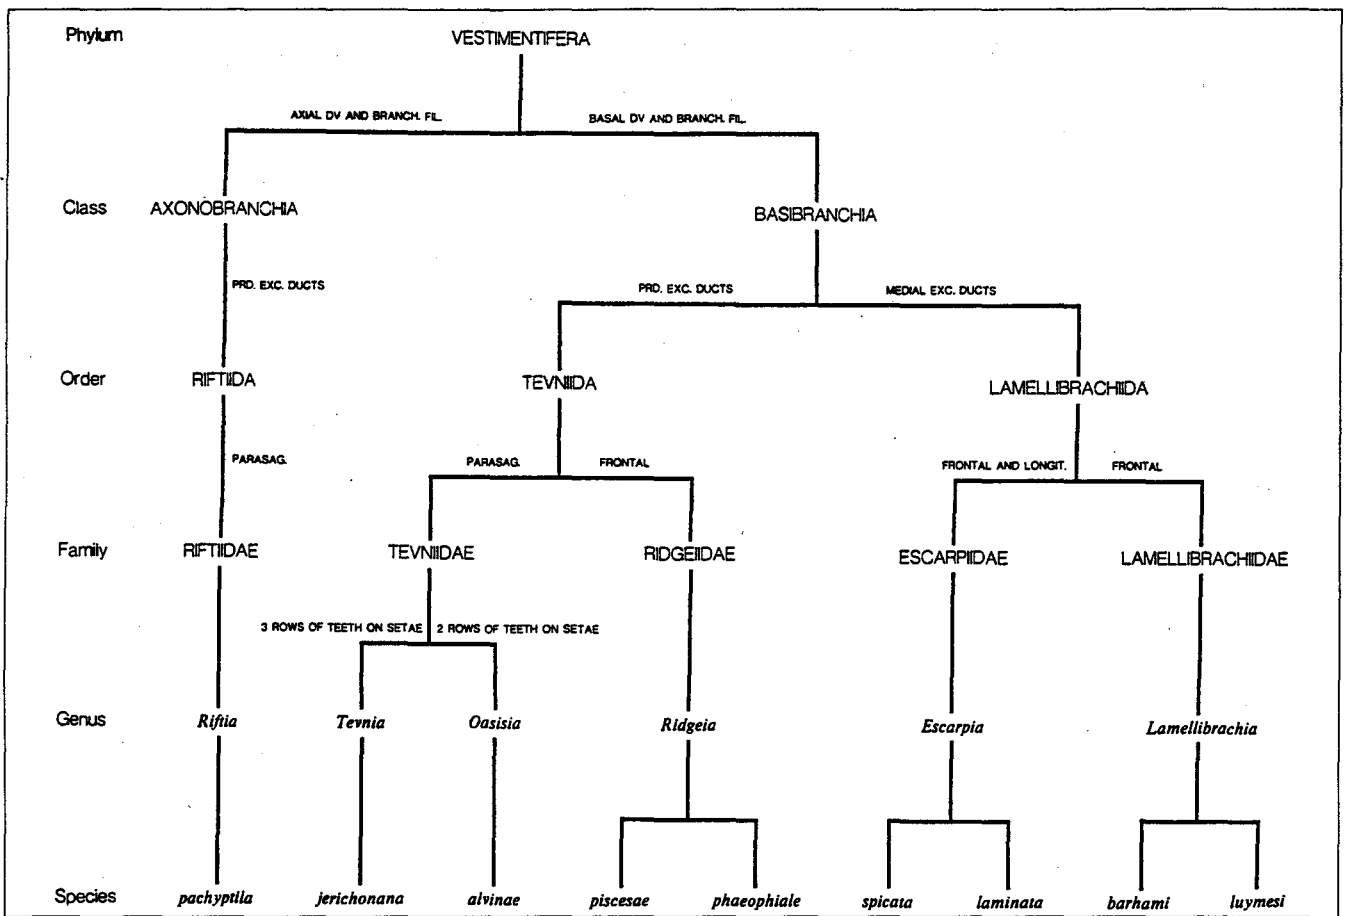 Phylum VESTIMENTIFERA
AXIAL DV AND BRANCH. FIL. BASAL DV AND BRANCH. FIL.
Class AXONOBRANCHIA BASIBRANCHIA
PRD. EXC. DUCTS PRD. EXC. DUCTS MEDIAL EXC. DUCTS
Order RIFTIIDA TEVNIIDA LAMELLIBRACHIIDA
PARASAG. PARASAG. FRONTAL FRONTAL AND LONGIT. FRONTAL
Family RIFTIIDAE TEVNIIDAE RIDGEIIDAE ESCARPIIDAE LAMELLIBRACHIIDAE
3 ROWS OF TEETH ON SETAE 2 ROWS OF TEETH ON SETAE
Genus Riftia Tevnia Oasisia Ridgeia Escarpia Lamellibrachia
Species pachyptila jerichonana alvinae piscesae phaeophiale spicata laminata barhami luymesi